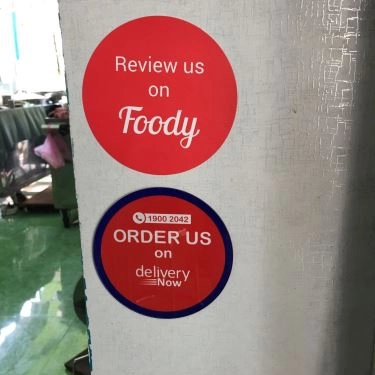 Review us
on
Foody
1900 2042
ORDER US
on
delivery
Now